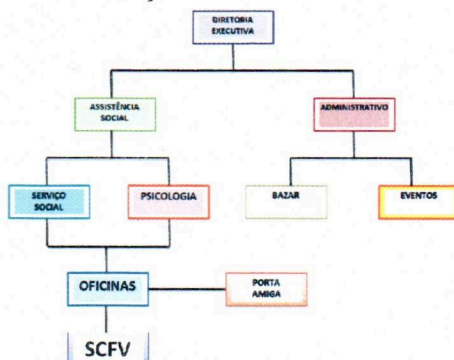 DIRETORIA
EXECUTIVA
ASSISTÊNCIA
SOCIAL
ADMINISTRATIVO
SERVIÇO
SOCIAL
PSICOLOGIA
BAZAR
EVENTOS
OFICINAS
PORTA
AMIGA
SCFV